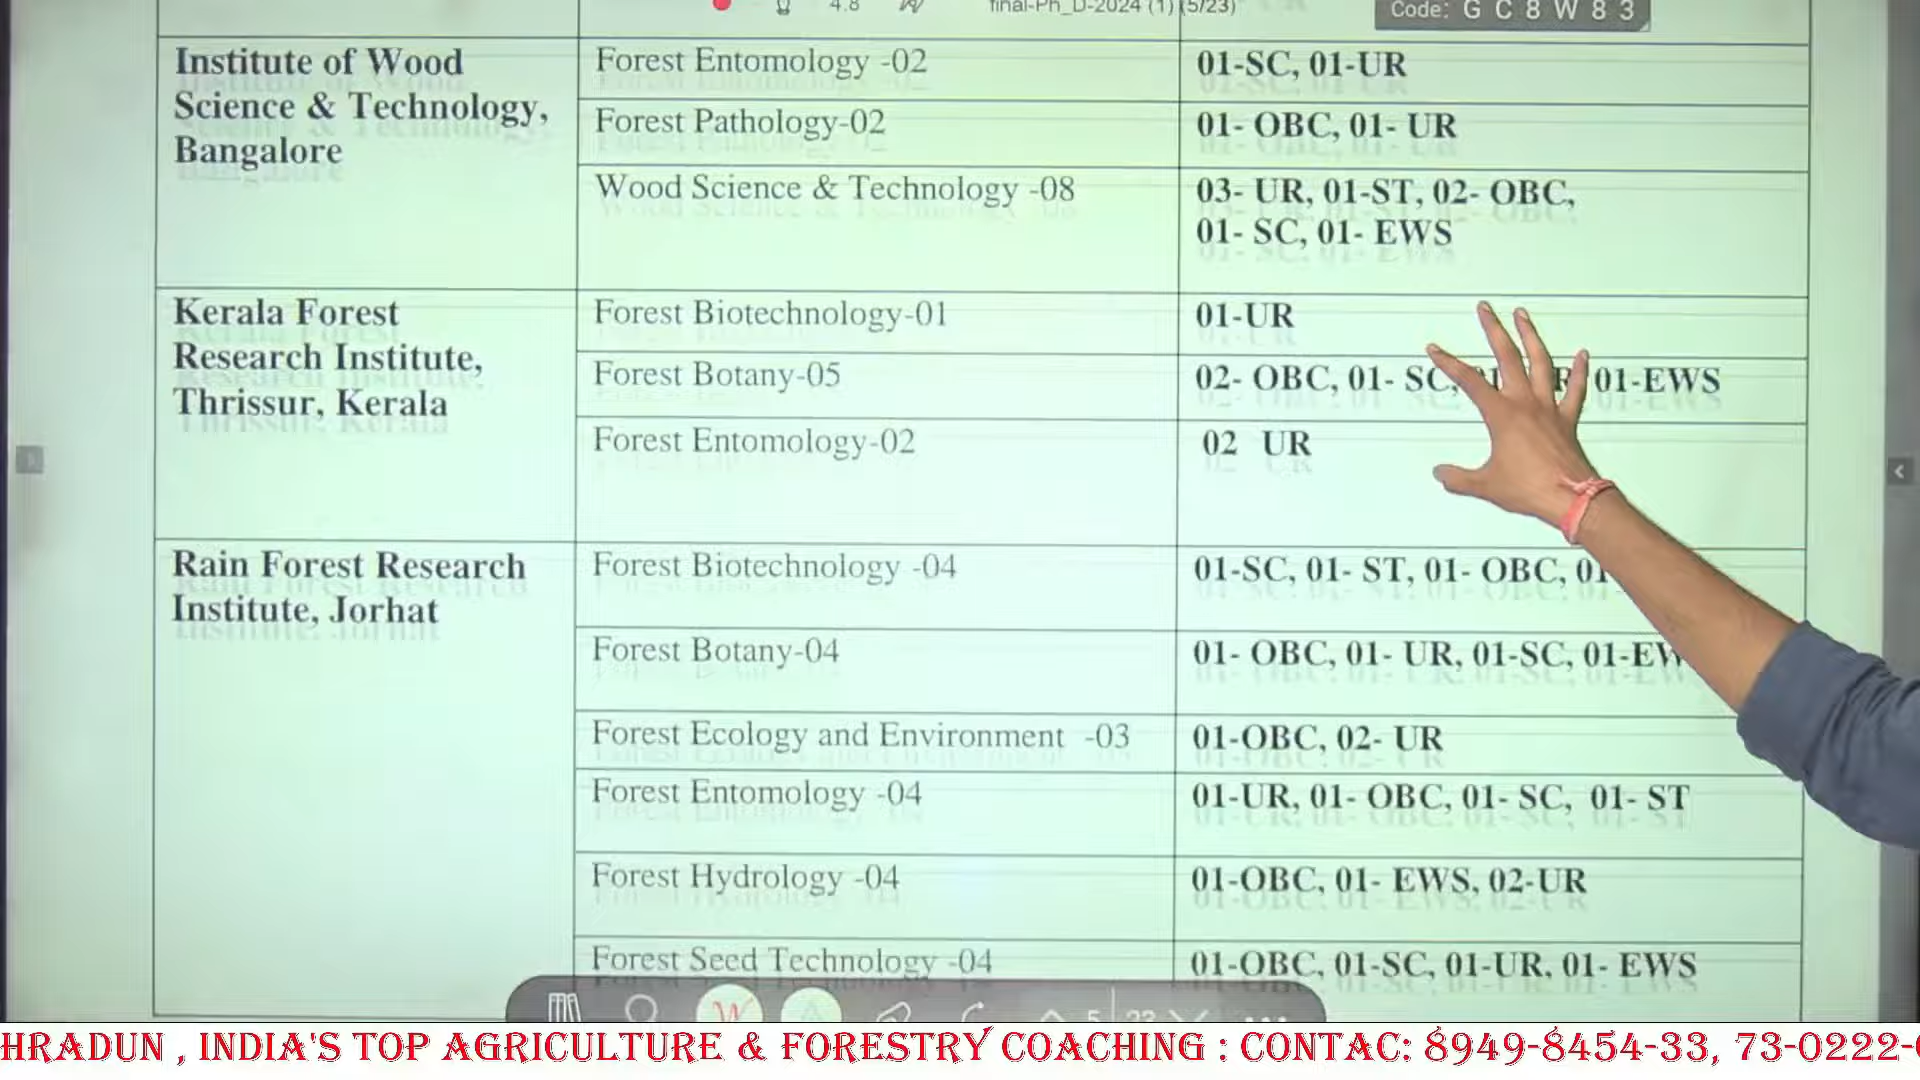 4.8
final-Ph_D-2024 (1) (5/23)
Code: G C 8 W 8 3
Institute of Wood
Science & Technology,
Bangalore
Forest Entomology -02
01-SC, 01-UR
Forest Pathology-02
01- OBC, 01- UR
Wood Science & Technology -08
03- UR, 01-ST, 02- OBC,
01- SC, 01- EWS
Kerala Forest
Research Institute,
Thrissur, Kerala
Forest Biotechnology-01
01-UR
Forest Botany-05
02- OBC, 01- SC, 01-EWS
Forest Entomology-02
02 UR
Rain Forest Research
Institute, Jorhat
Forest Biotechnology -04
01-SC, 01- ST, 01- OBC,
Forest Botany-04
01- OBC, 01- UR, 01-SC,
Forest Ecology and Environment -03
01-OBC, 02- UR
Forest Entomology -04
01-UR, 01- OBC, 01- SC, 01- ST
Forest Hydrology -04
01-OBC, 01- EWS, 02-UR
Forest Seed Technology -04
01-OBC, 01-SC, 01-UR, 01- EWS
HRADUN , INDIA'S TOP AGRICULTURE & FORESTRY COACHING : CONTAC: 8949-8454-33, 73-0222-